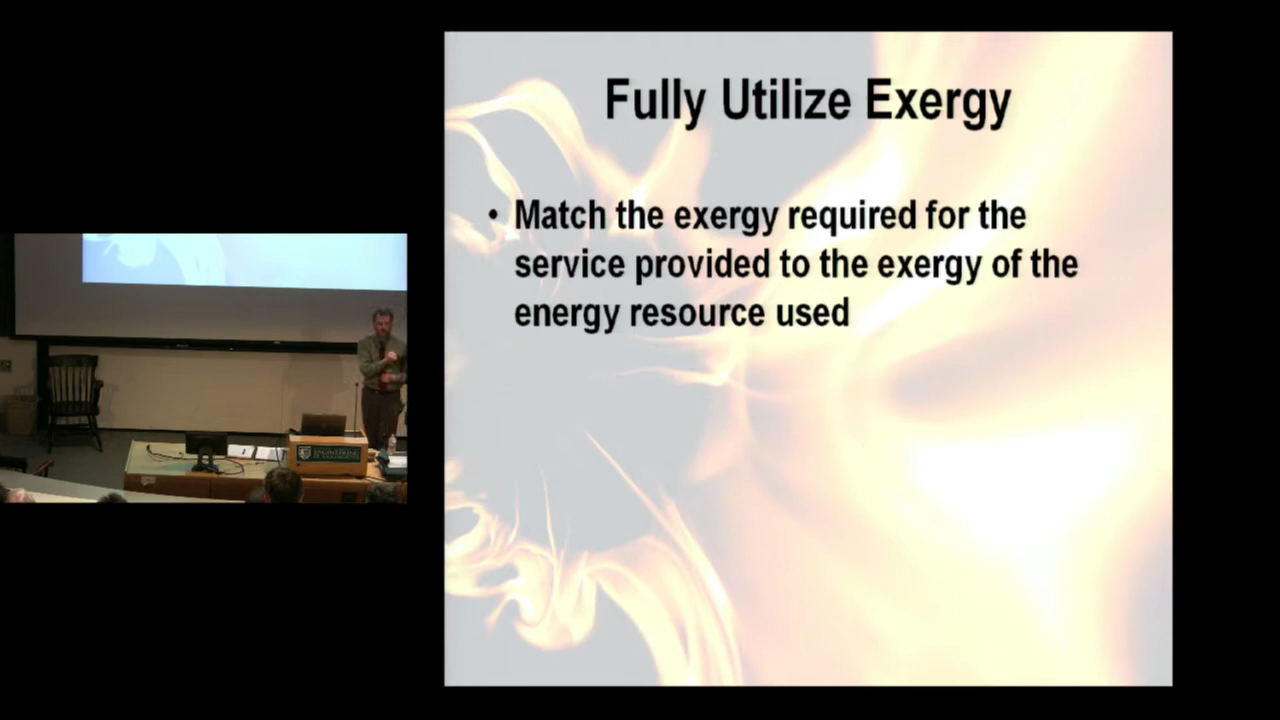 Fully Utilize Exergy
• Match the exergy required for the
service provided to the exergy of the
energy resource used